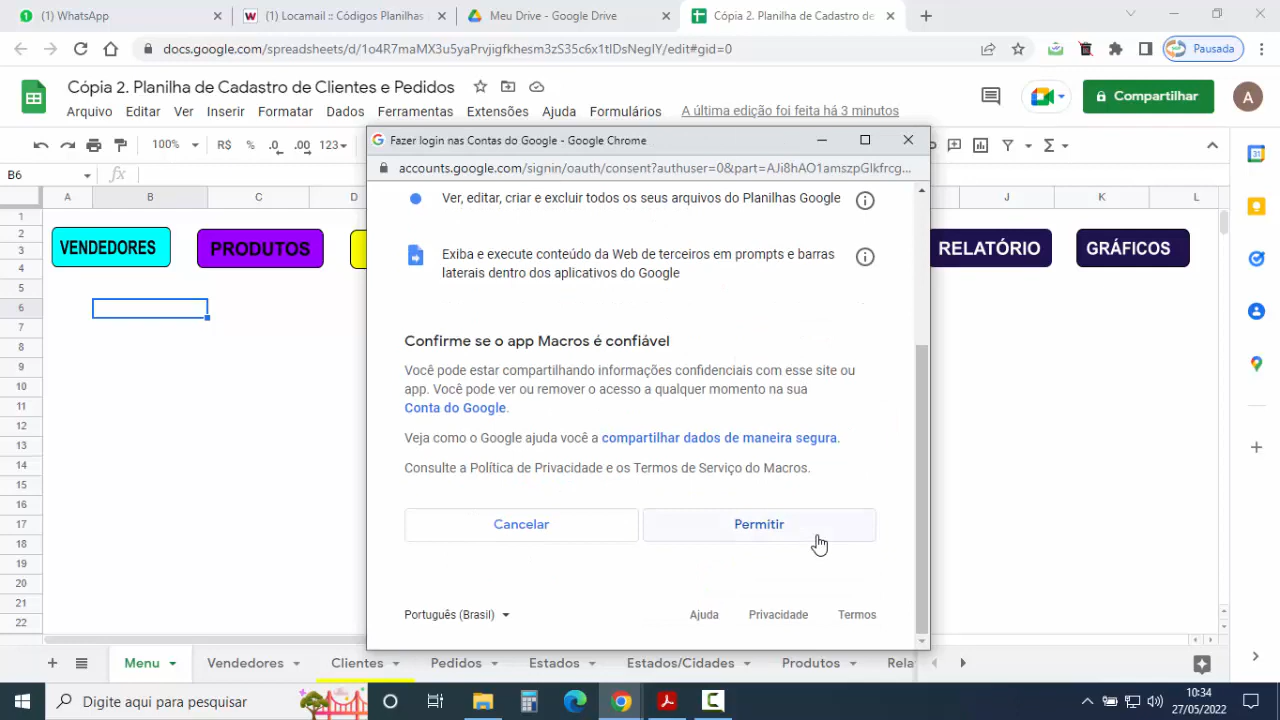 (1) WhatsApp
(1) Locamail :: Códigos Planilhas
Meu Drive - Google Drive
Cópia 2. Planilha de Cadastro de
docs.google.com/spreadsheets/d/1o4R7maMX3u5yaPrvjigfkhesm3zS35c6x1tIDsNegIY/edit#gid=0
Pausada
Cópia 2. Planilha de Cadastro de Clientes e Pedidos
Arquivo Editar Ver Inserir Formatar Dados Ferramentas Extensões Ajuda Formulários A última edição foi feita há 3 minutos
Compartilhar
A
100% R$ % .0 .00 123
B6
fx
A B C D J K L
1
2
3
4
5
6
7
8
9
10
11
12
13
14
15
16
17
18
19
20
21
22
VENDEDORES
PRODUTOS
RELATÓRIO
GRÁFICOS
Fazer login nas Contas do Google - Google Chrome
accounts.google.com/signin/oauth/consent?authuser=0&part=AJi8hAO1amszpGlkfrcg...
Ver, editar, criar e excluir todos os seus arquivos do Planilhas Google
Exiba e execute conteúdo da Web de terceiros em prompts e barras
laterais dentro dos aplicativos do Google
Confirme se o app Macros é confiável
Você pode estar compartilhando informações confidenciais com esse site ou
app. Você pode ver ou remover o acesso a qualquer momento na sua
Conta do Google.
Veja como o Google ajuda você a compartilhar dados de maneira segura.
Consulte a Política de Privacidade e os Termos de Serviço do Macros.
Cancelar
Permitir
Português (Brasil)
Ajuda
Privacidade
Termos
Menu Vendedores Clientes Pedidos Estados Estados/Cidades Produtos Rela
Digite aqui para pesquisar
10:34
27/05/2022